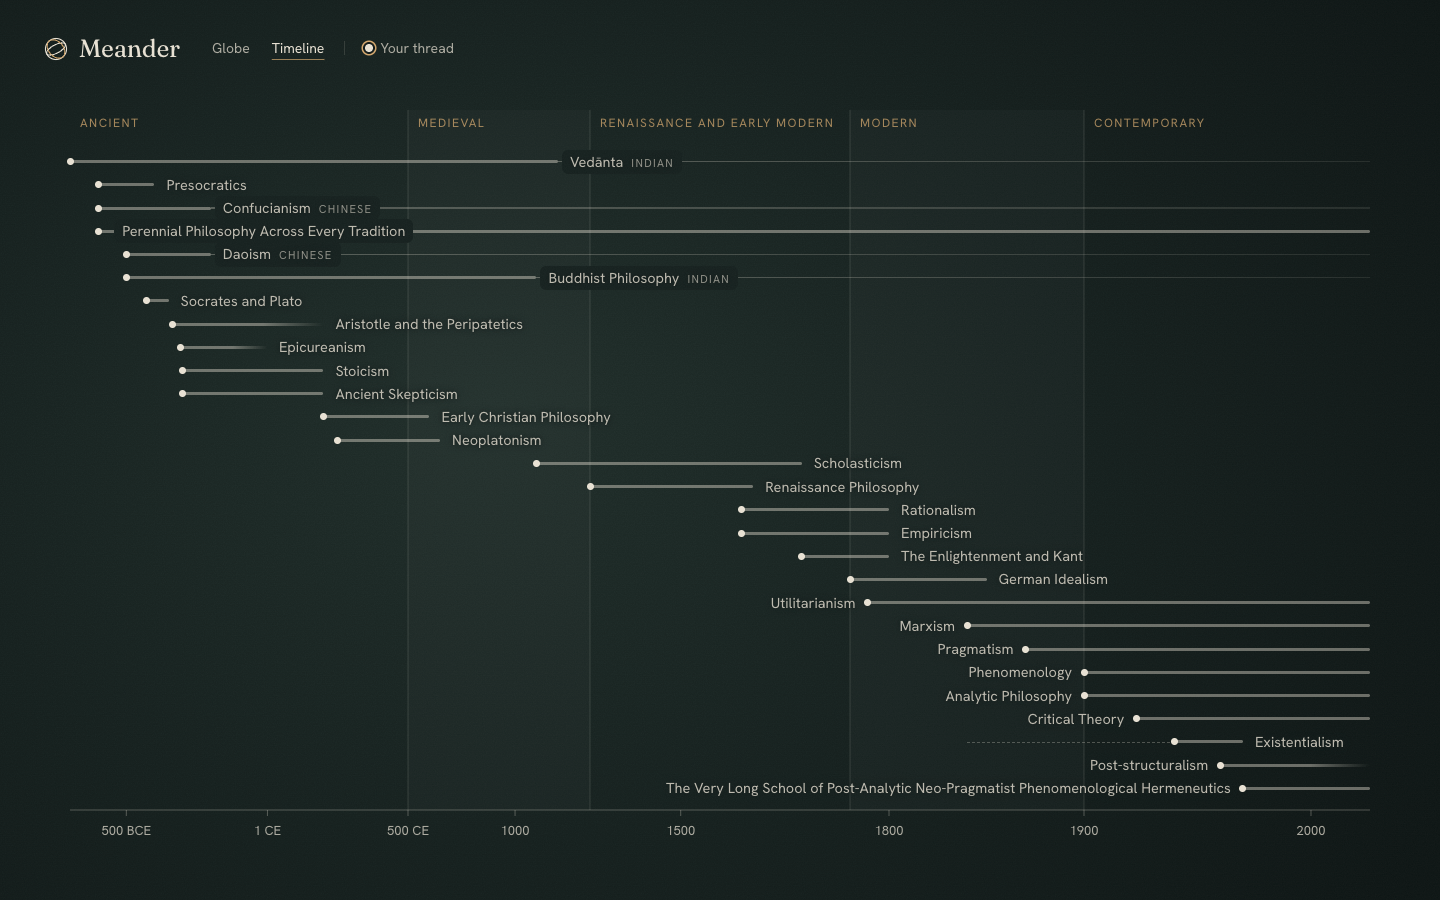 Meander Globe Timeline Your thread
ANCIENT MEDIEVAL RENAISSANCE AND EARLY MODERN MODERN CONTEMPORARY
Vedānta INDIAN
Presocratics
Confucianism CHINESE
Perennial Philosophy Across Every Tradition
Daoism CHINESE
Buddhist Philosophy INDIAN
Socrates and Plato
Aristotle and the Peripatetics
Epicureanism
Stoicism
Ancient Skepticism
Early Christian Philosophy
Neoplatonism
Scholasticism
Renaissance Philosophy
Rationalism
Empiricism
The Enlightenment and Kant
German Idealism
Utilitarianism
Marxism
Pragmatism
Phenomenology
Analytic Philosophy
Critical Theory
Existentialism
Post-structuralism
The Very Long School of Post-Analytic Neo-Pragmatist Phenomenological Hermeneutics
500 BCE 1 CE 500 CE 1000 1500 1800 1900 2000